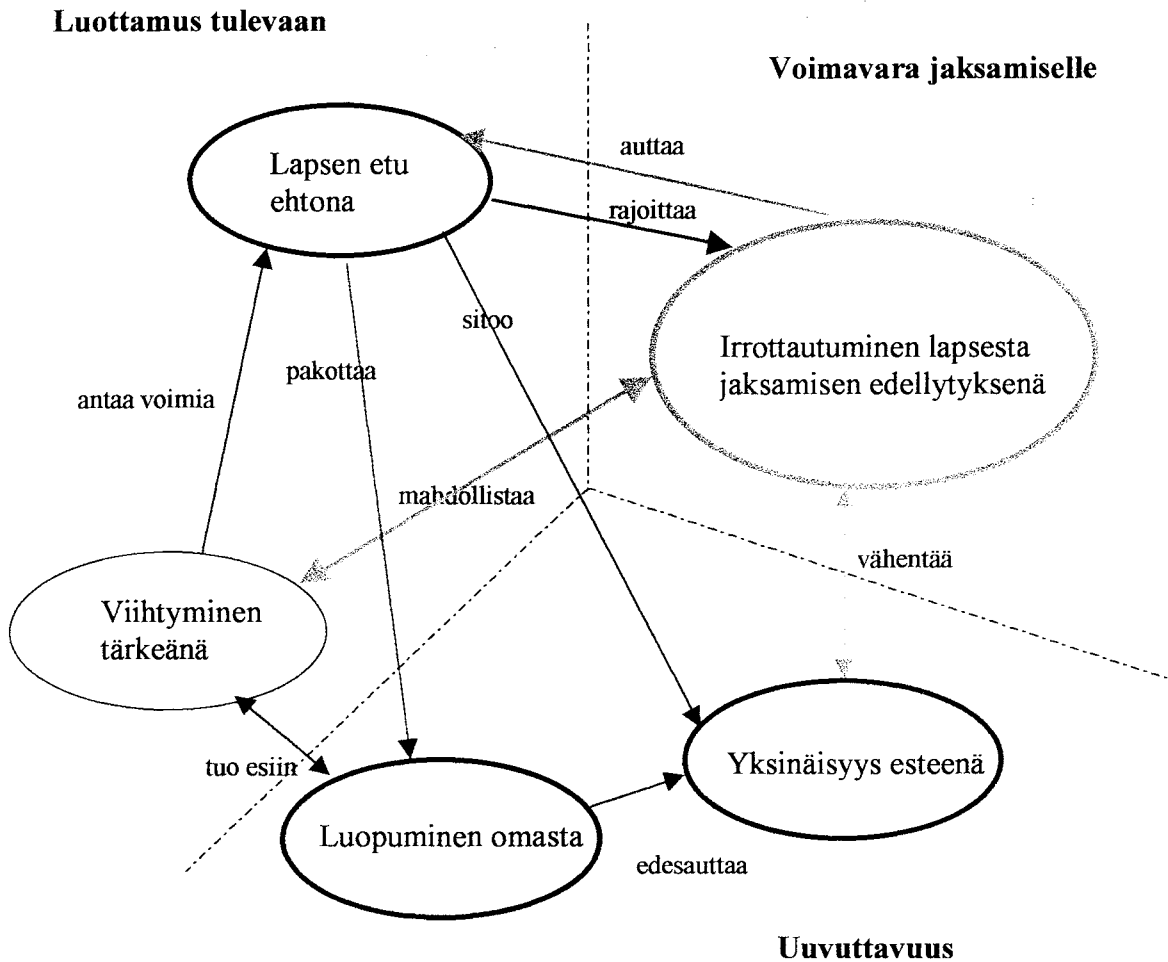 Luottamus tulevaan
Voimavara jaksamiselle
Lapsen etu
ehtona
auttaa
rajoittaa
sitoo
Irrottautuminen lapsesta
jaksamisen edellytyksenä
pakottaa
antaa voimia
mahdollistaa
vähentää
Viihtyminen
tärkeänä
tuo esiin
Yksinäisyys esteenä
Luopuminen omasta
edesauttaa
Uuvuttavuus